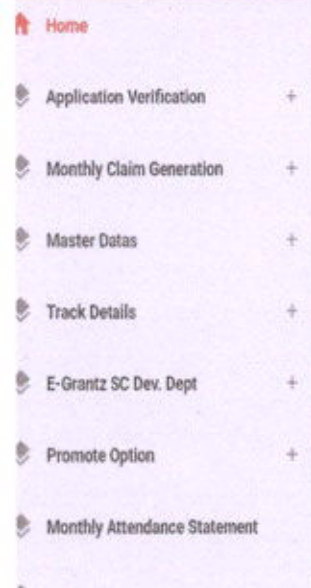 Home
Application Verification +
Monthly Claim Generation +
Master Datas +
Track Details +
E-Grantz SC Dev. Dept +
Promote Option +
Monthly Attendance Statement